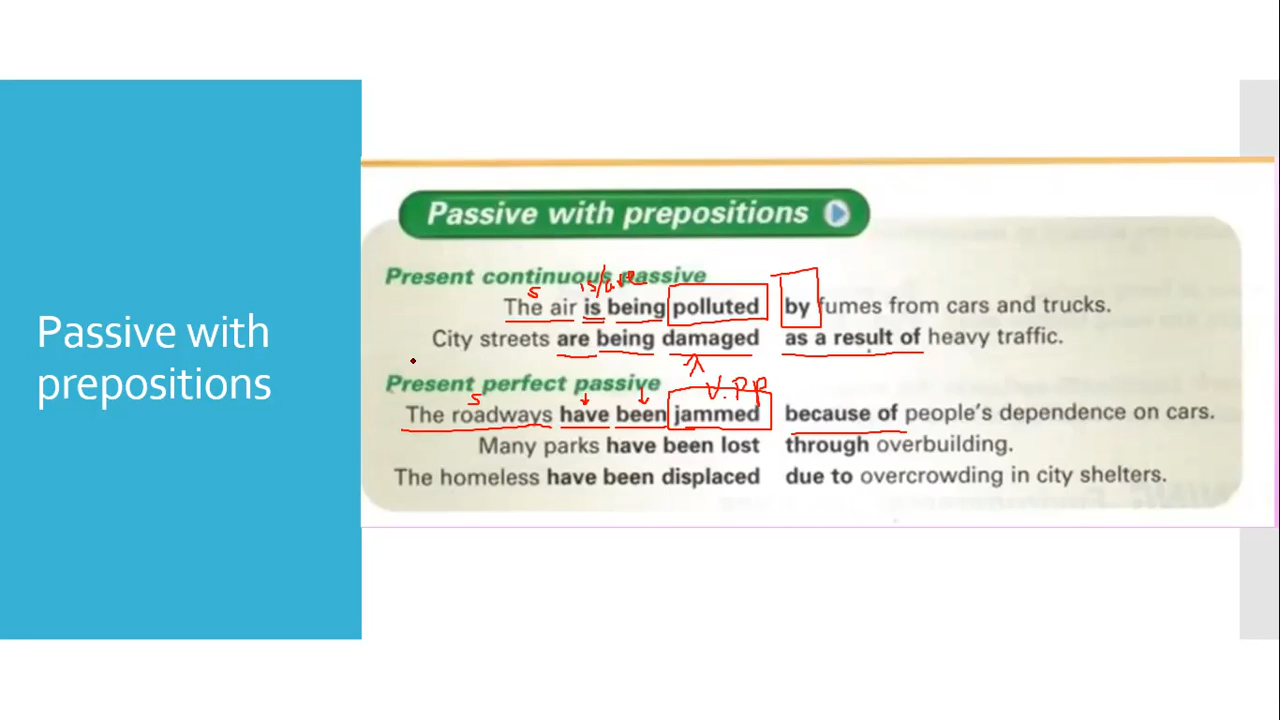 Passive with
prepositions
Passive with prepositions
Present continuous passive
s is/are
The air is being polluted by fumes from cars and trucks.
City streets are being damaged as a result of heavy traffic.
Present perfect passive
s V.PP
The roadways have been jammed because of people's dependence on cars.
Many parks have been lost through overbuilding.
The homeless have been displaced due to overcrowding in city shelters.